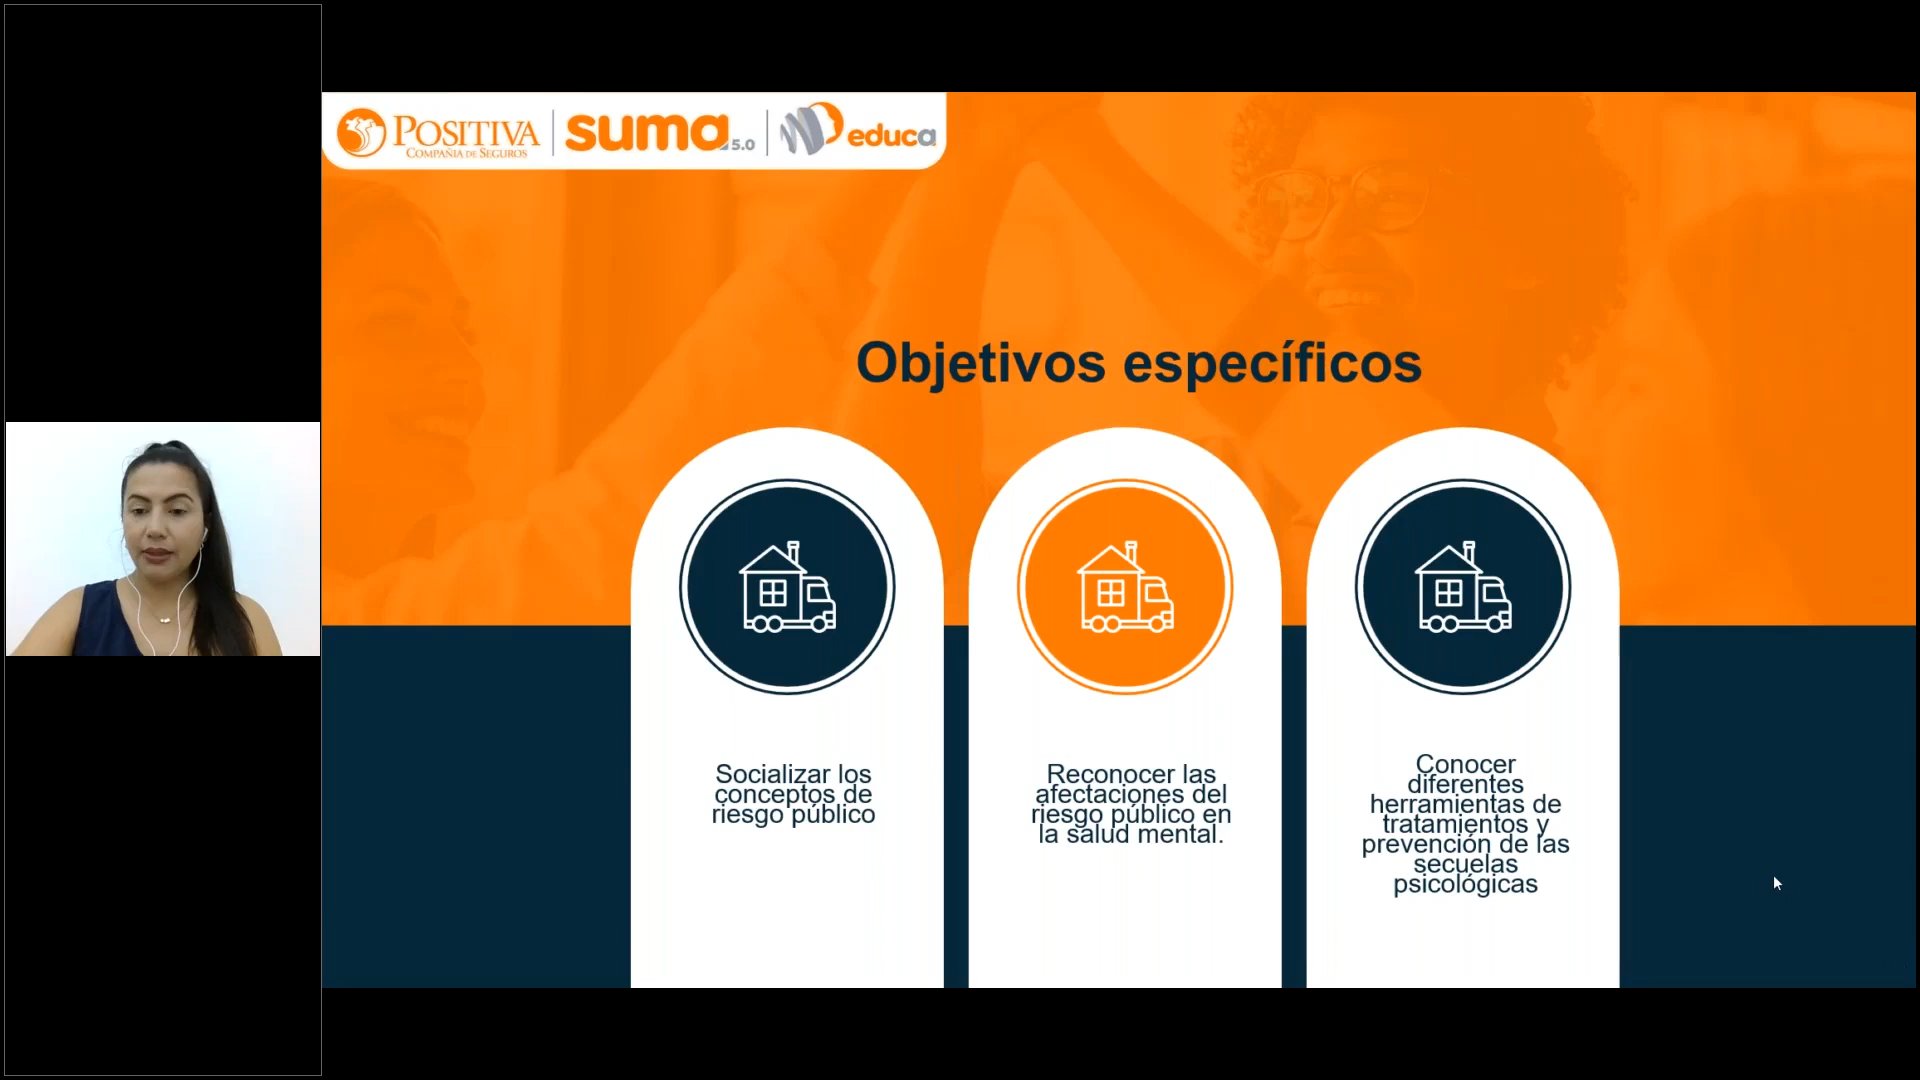 POSITIVA
COMPAÑIA DE SEGUROS
suma 5.0
educa
Objetivos específicos
Socializar los
conceptos de
riesgo público
Reconocer las
afectaciones del
riesgo público en
la salud mental.
Conocer
diferentes
herramientas de
tratamientos y
prevención de las
secuelas
psicológicas